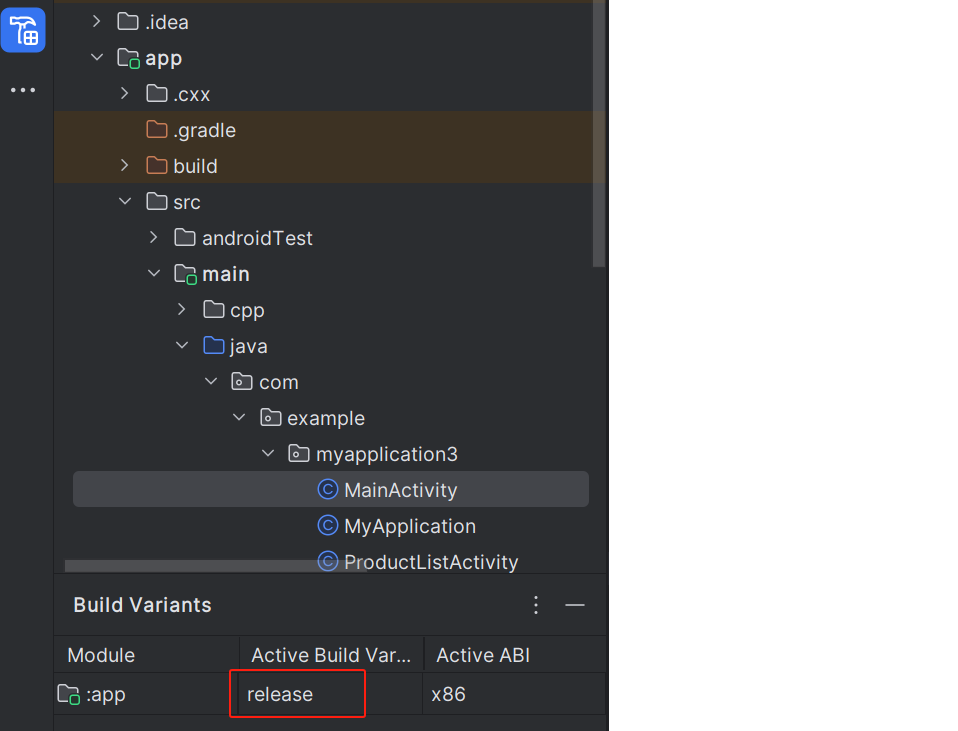 .idea
app
.cxx
.gradle
build
src
androidTest
main
cpp
java
com
example
myapplication3
MainActivity
MyApplication
ProductListActivity
Build Variants
Module Active Build Var... Active ABI
:app release x86